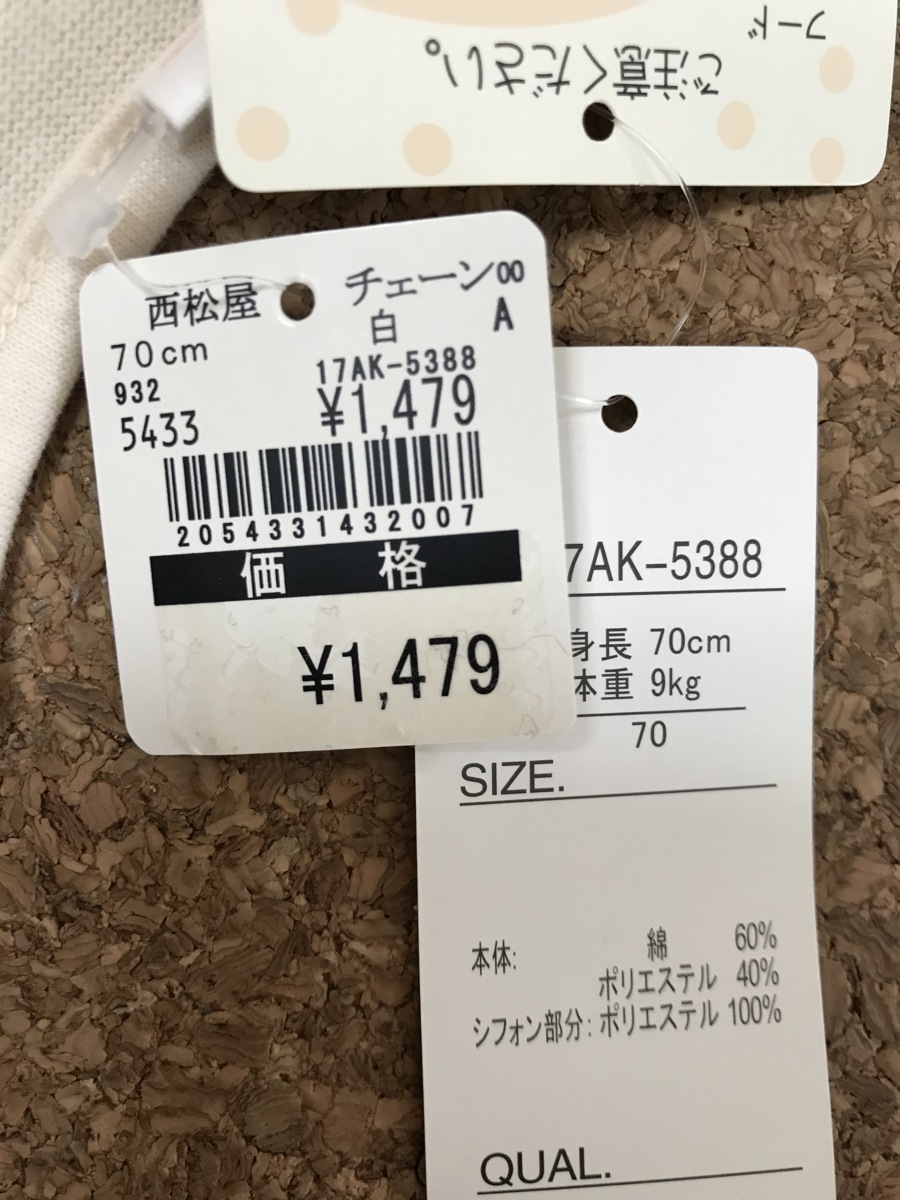 フード
ご注意ください。
西松屋 チェーン00
白 A
70cm
932 17AK-5388
5433 ¥1,479
2054331432007
価格
¥1,479
7AK-5388
身長 70cm
体重 9kg
70
SIZE.
本体: 綿 60%
ポリエステル 40%
シフォン部分: ポリエステル 100%
QUAL.